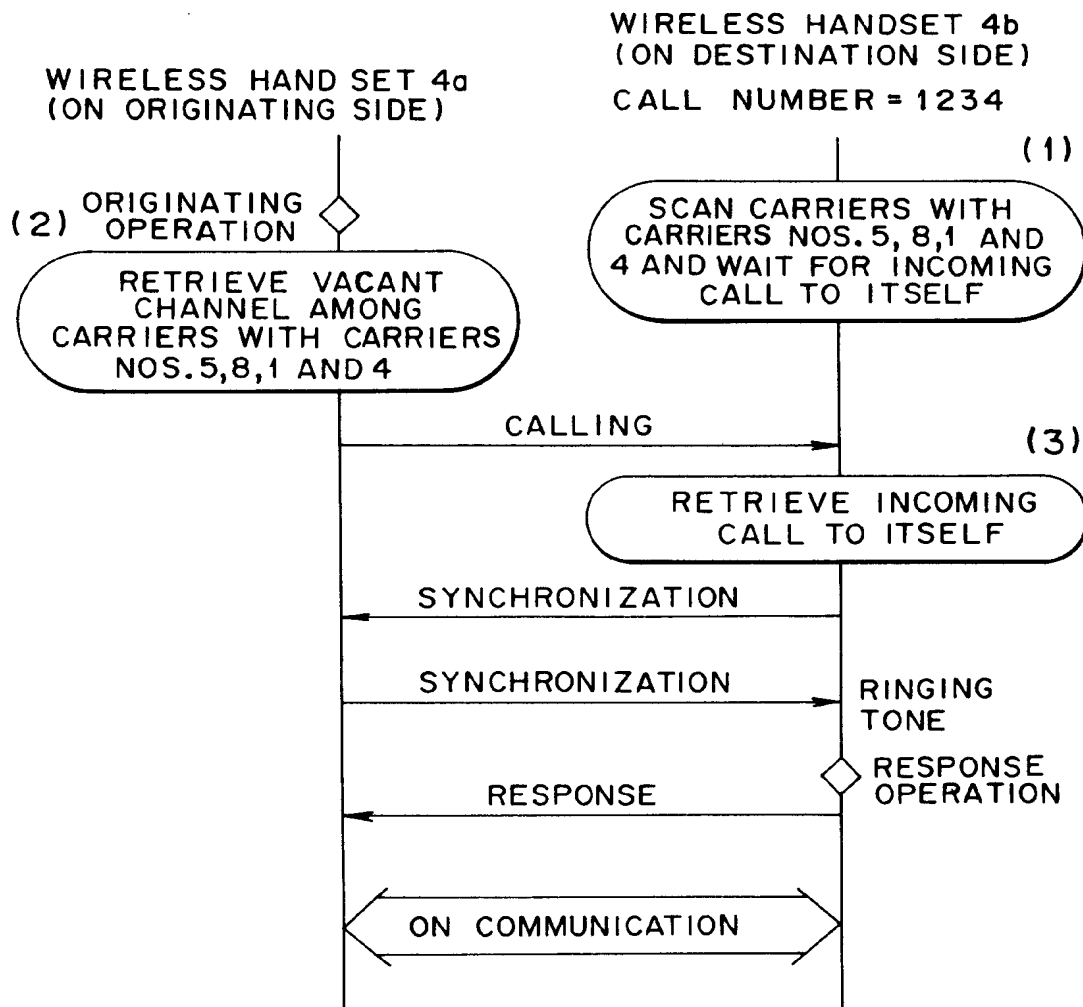 WIRELESS HANDSET 4b
(ON DESTINATION SIDE)
CALL NUMBER = 1234
WIRELESS HAND SET 4a
(ON ORIGINATING SIDE)
(1)
SCAN CARRIERS WITH
CARRIERS NOS. 5, 8, 1 AND
4 AND WAIT FOR INCOMING
CALL TO ITSELF
(2)
ORIGINATING
OPERATION
RETRIEVE VACANT
CHANNEL AMONG
CARRIERS WITH CARRIERS
NOS. 5, 8, 1 AND 4
CALLING
(3)
RETRIEVE INCOMING
CALL TO ITSELF
SYNCHRONIZATION
SYNCHRONIZATION
RINGING
TONE
RESPONSE
OPERATION
RESPONSE
ON COMMUNICATION